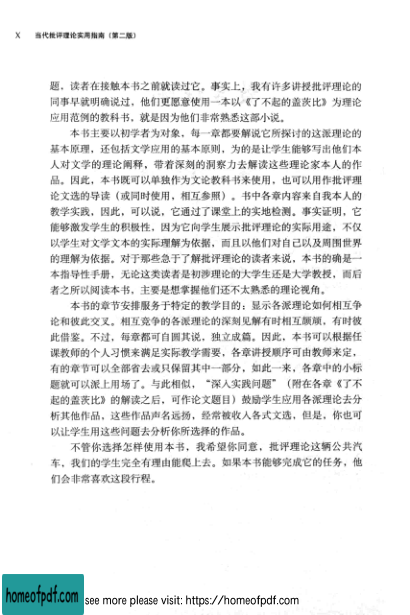 X 当代批评理论实用指南（第二版）
题，读者在接触本书之前就读过它。事实上，我有许多讲授批评理论的
同事早就明确说过，他们更愿意使用一本以《了不起的盖茨比》为理论
应用范例的教科书，就是因为他们非常熟悉这部小说。
本书主要以初学者为对象，每一章都要解说它所探讨的这派理论的
基本原理，还包括文学应用的基本原则，为的是让学生能够写出他们本
人对文学的理论阐释，带着深刻的洞察力去解读这些理论家本人的作
品。因此，本书既可以单独作为文论教科书来使用，也可以用作批评理
论文选的导读（或同时使用，相互参照）。书中各章内容来自我本人的
教学实践，因此，可以说，它通过了课堂上的实地检测。事实证明，它
能够激发学生的积极性，因为它向学生展示批评理论的实际用途，不仅
以学生对文学文本的实际理解为依据，而且以他们对自己以及周围世界
的理解为依据。对于那些急于了解批评理论的读者来说，本书的确是一
本指导性手册，无论这类读者是初涉理论的大学生还是大学教授，而后
者之所以阅读本书，主要是想掌握他们还不太熟悉的理论视角。
本书的章节安排服务于特定的教学目的：显示各派理论如何相互争
论和彼此交叉。相互竞争的各派理论的深刻见解有时相互颉颃，有时彼
此借鉴。不过，每章都可自圆其说，独立成篇。因此，本书可以根据任
课教师的个人习惯来满足实际教学需要，各章讲授顺序可由教师来定，
有的章节可以全部省去或只保留其中一部分，如此一来，各章中的小标
题就可以派上用场了。与此相似，“深入实践问题”（附在各章《了不
起的盖茨比》的解读之后，可作论文题目）鼓励学生应用各派理论去分
析其他作品，这些作品声名远扬，经常被收入各式文选，但是，你也可
以让学生用这些问题去分析你所选择的作品。
不管你选择怎样使用本书，我希望你同意，批评理论这辆公共汽
车，我们的学生完全有理由能爬上去。如果本书能够完成它的任务，他
们会非常喜欢这段行程。
homeofpdf.com see more please visit: https://homeofpdf.com